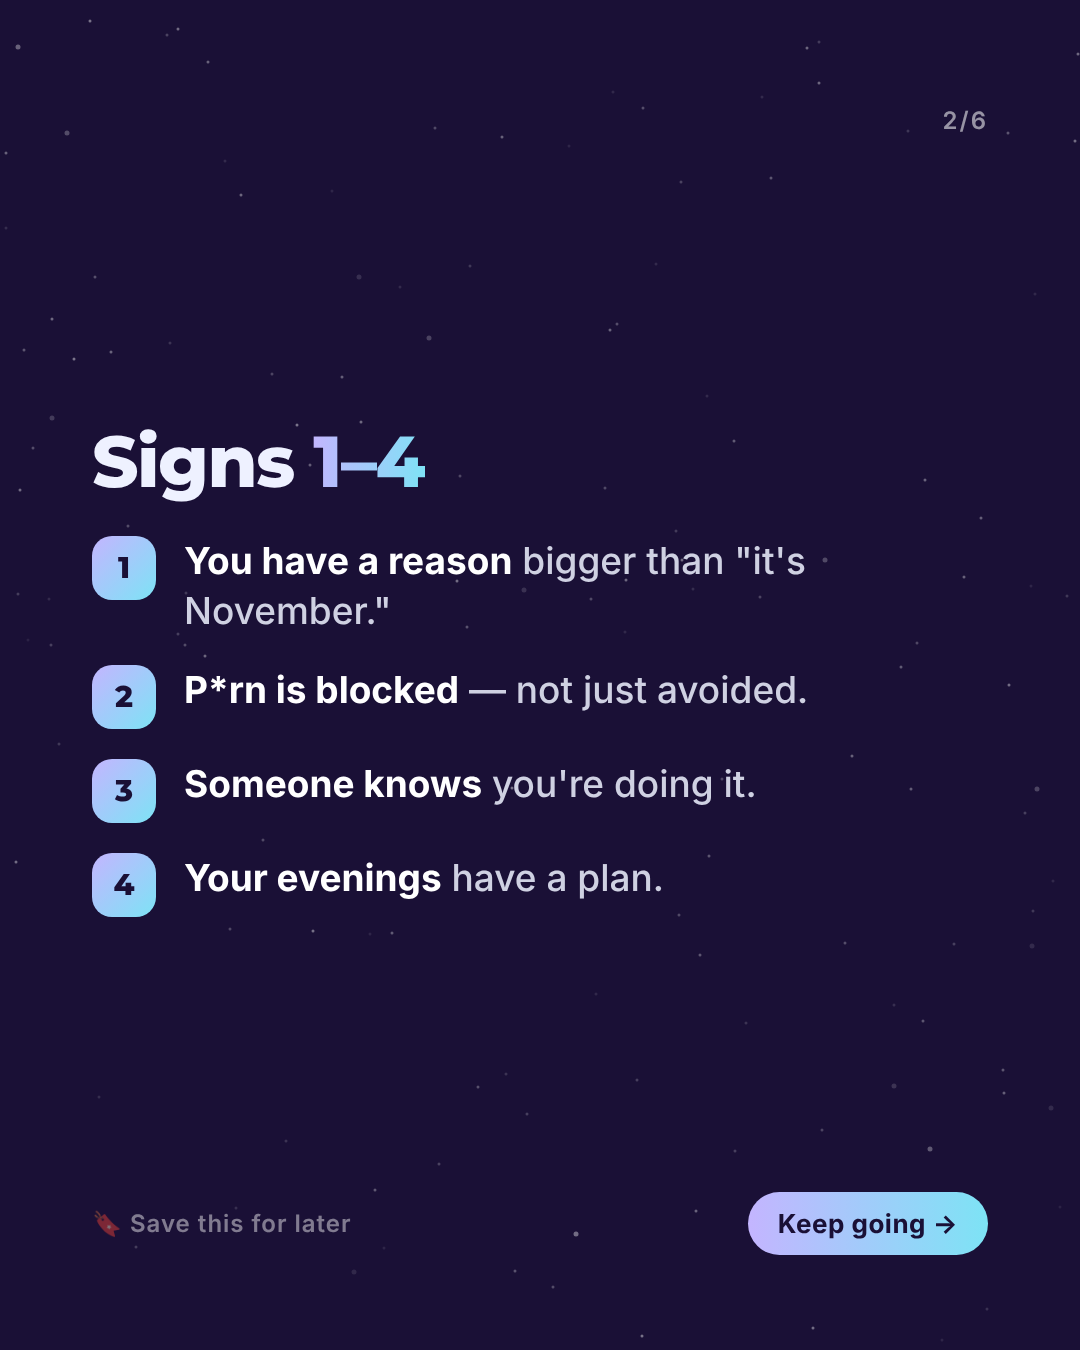 2/6
Signs 1–4
1 You have a reason bigger than "it's
November."
2 P*rn is blocked — not just avoided.
3 Someone knows you're doing it.
4 Your evenings have a plan.
🔖 Save this for later
Keep going →